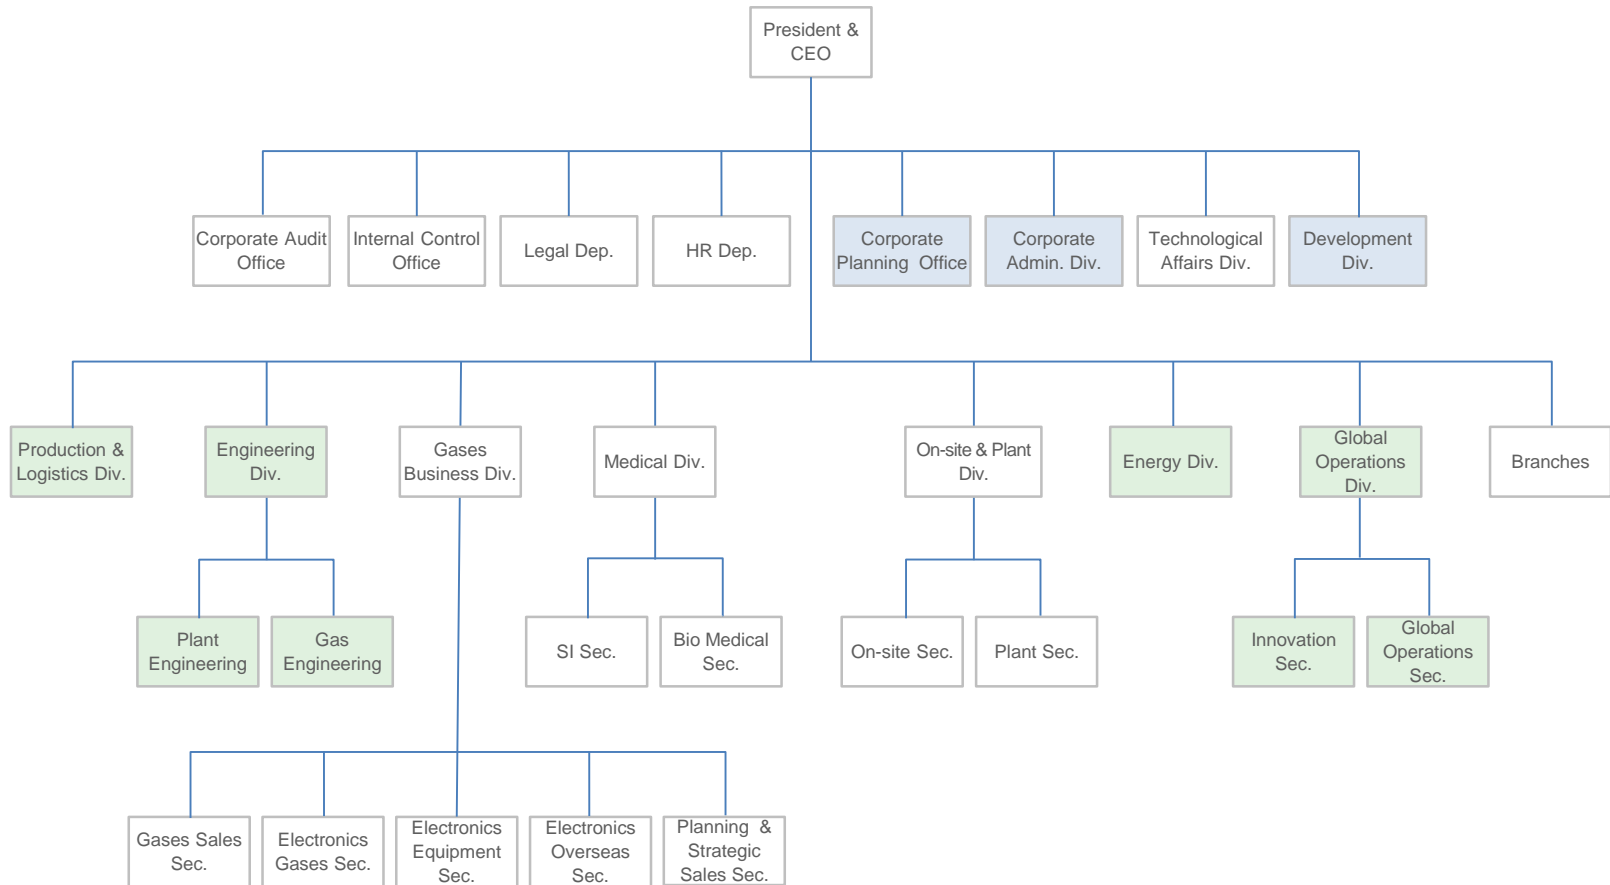 President &
CEO
Corporate Audit
Office
Internal Control
Office
Legal Dep.
HR Dep.
Corporate
Planning Office
Corporate
Admin. Div.
Technological
Affairs Div.
Development
Div.
Production &
Logistics Div.
Engineering
Div.
Gases
Business Div.
Medical Div.
On-site & Plant
Div.
Energy Div.
Global
Operations
Div.
Branches
Plant
Engineering
Gas
Engineering
SI Sec.
Bio Medical
Sec.
On-site Sec.
Plant Sec.
Innovation
Sec.
Global
Operations
Sec.
Gases Sales
Sec.
Electronics
Gases Sec.
Electronics
Equipment
Sec.
Electronics
Overseas
Sec.
Planning &
Strategic
Sales Sec.